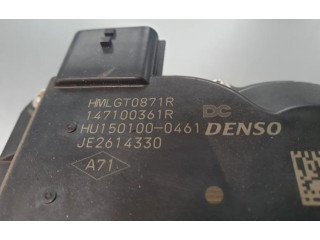 HMLGT0871R
147100361R
DC
HU150100-0461
DENSO
JE2614330
A71